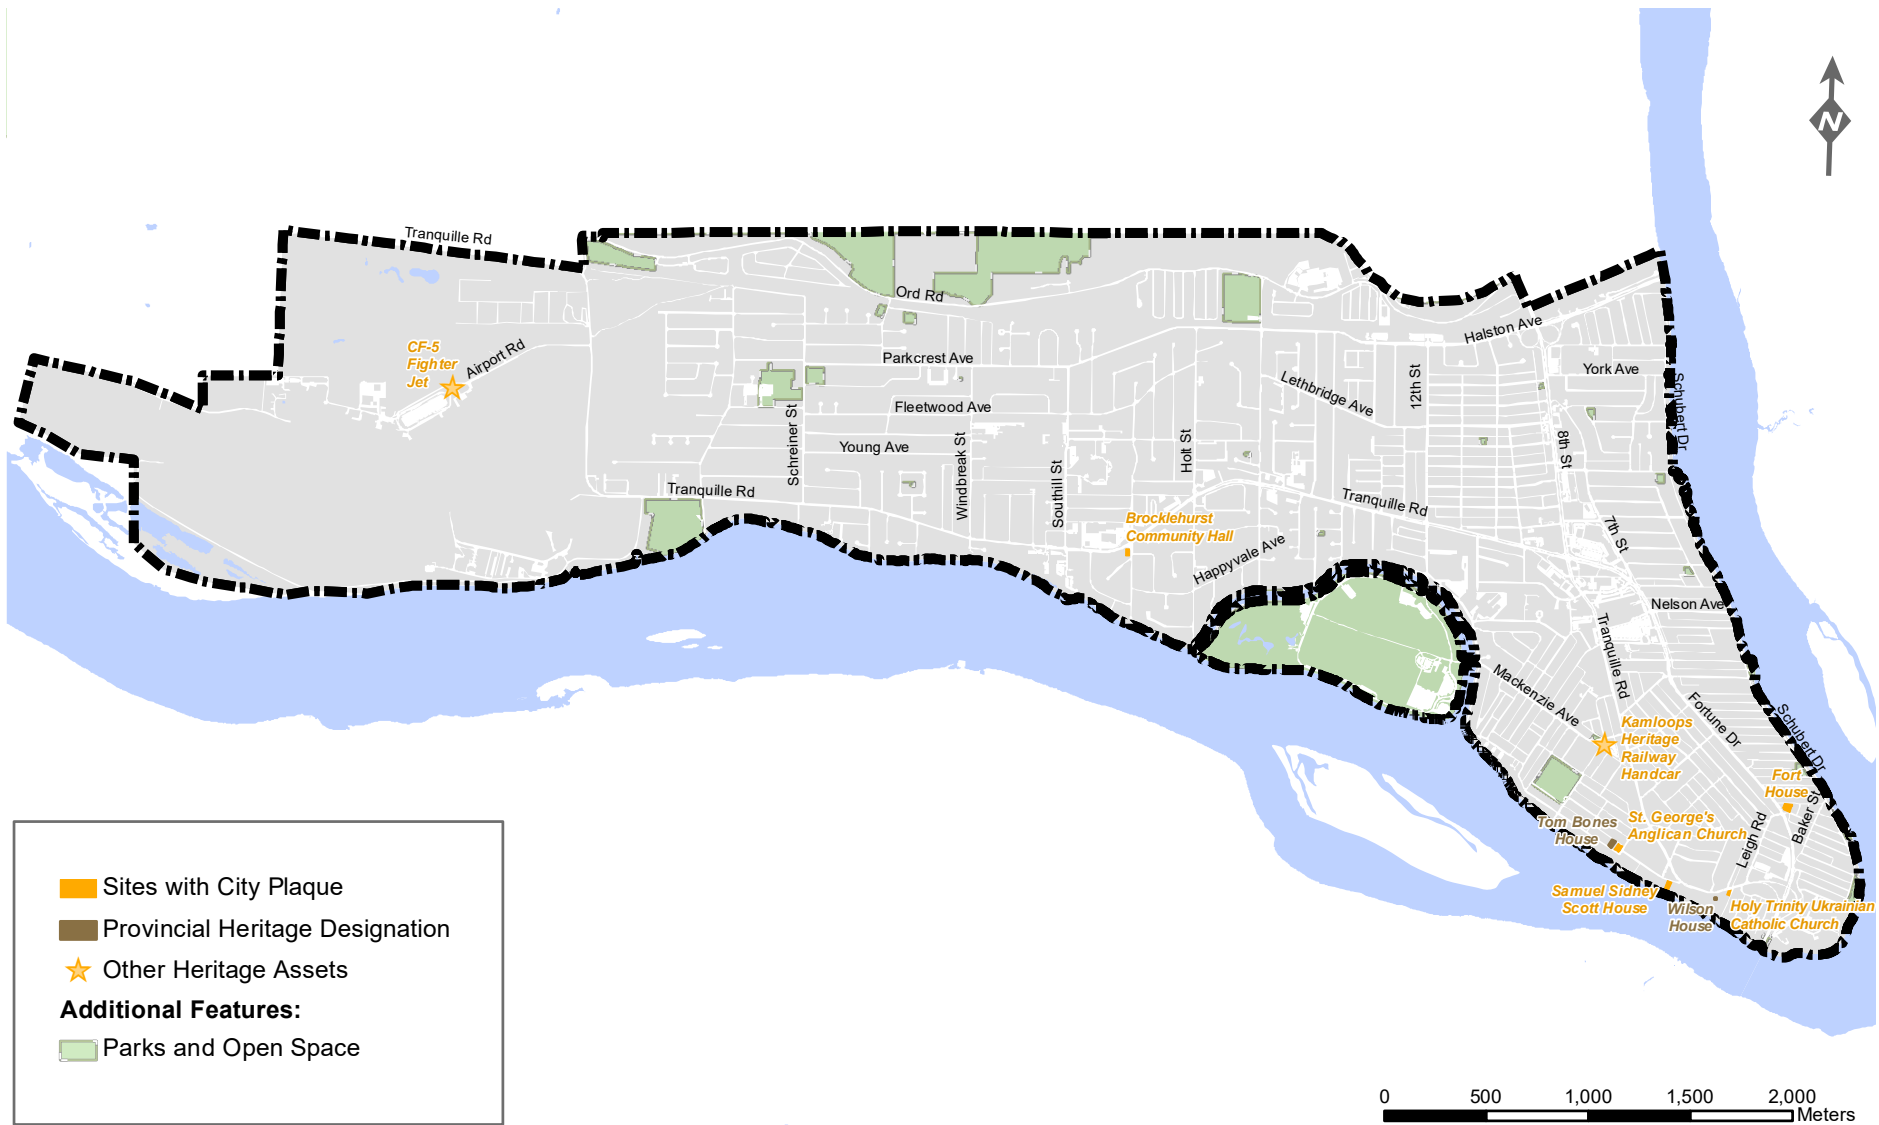 N
Tranquille Rd
Ord Rd
CF-5
Fighter
Jet
Airport Rd
Parkcrest Ave
Halston Ave
York Ave
Lethbridge Ave
12th St
Schubert Dr
Fleetwood Ave
Schreiner St
Young Ave
Windbreak St
Southill St
Holt St
8th St
Tranquille Rd
Tranquille Rd
7th St
Brocklehurst
Community Hall
Happyvale Ave
Nelson Ave
Tranquille Rd
Mackenzie Ave
Fortune Dr
Schubert Dr
Kamloops
Heritage
Railway
Handcar
Fort
House
Baker St
Leigh Rd
St. George's
Anglican Church
Tom Bones
House
Samuel Sidney
Scott House
Wilson
House
Holy Trinity Ukrainian
Catholic Church
Sites with City Plaque
Provincial Heritage Designation
Other Heritage Assets
Additional Features:
Parks and Open Space
0 500 1,000 1,500 2,000
Meters